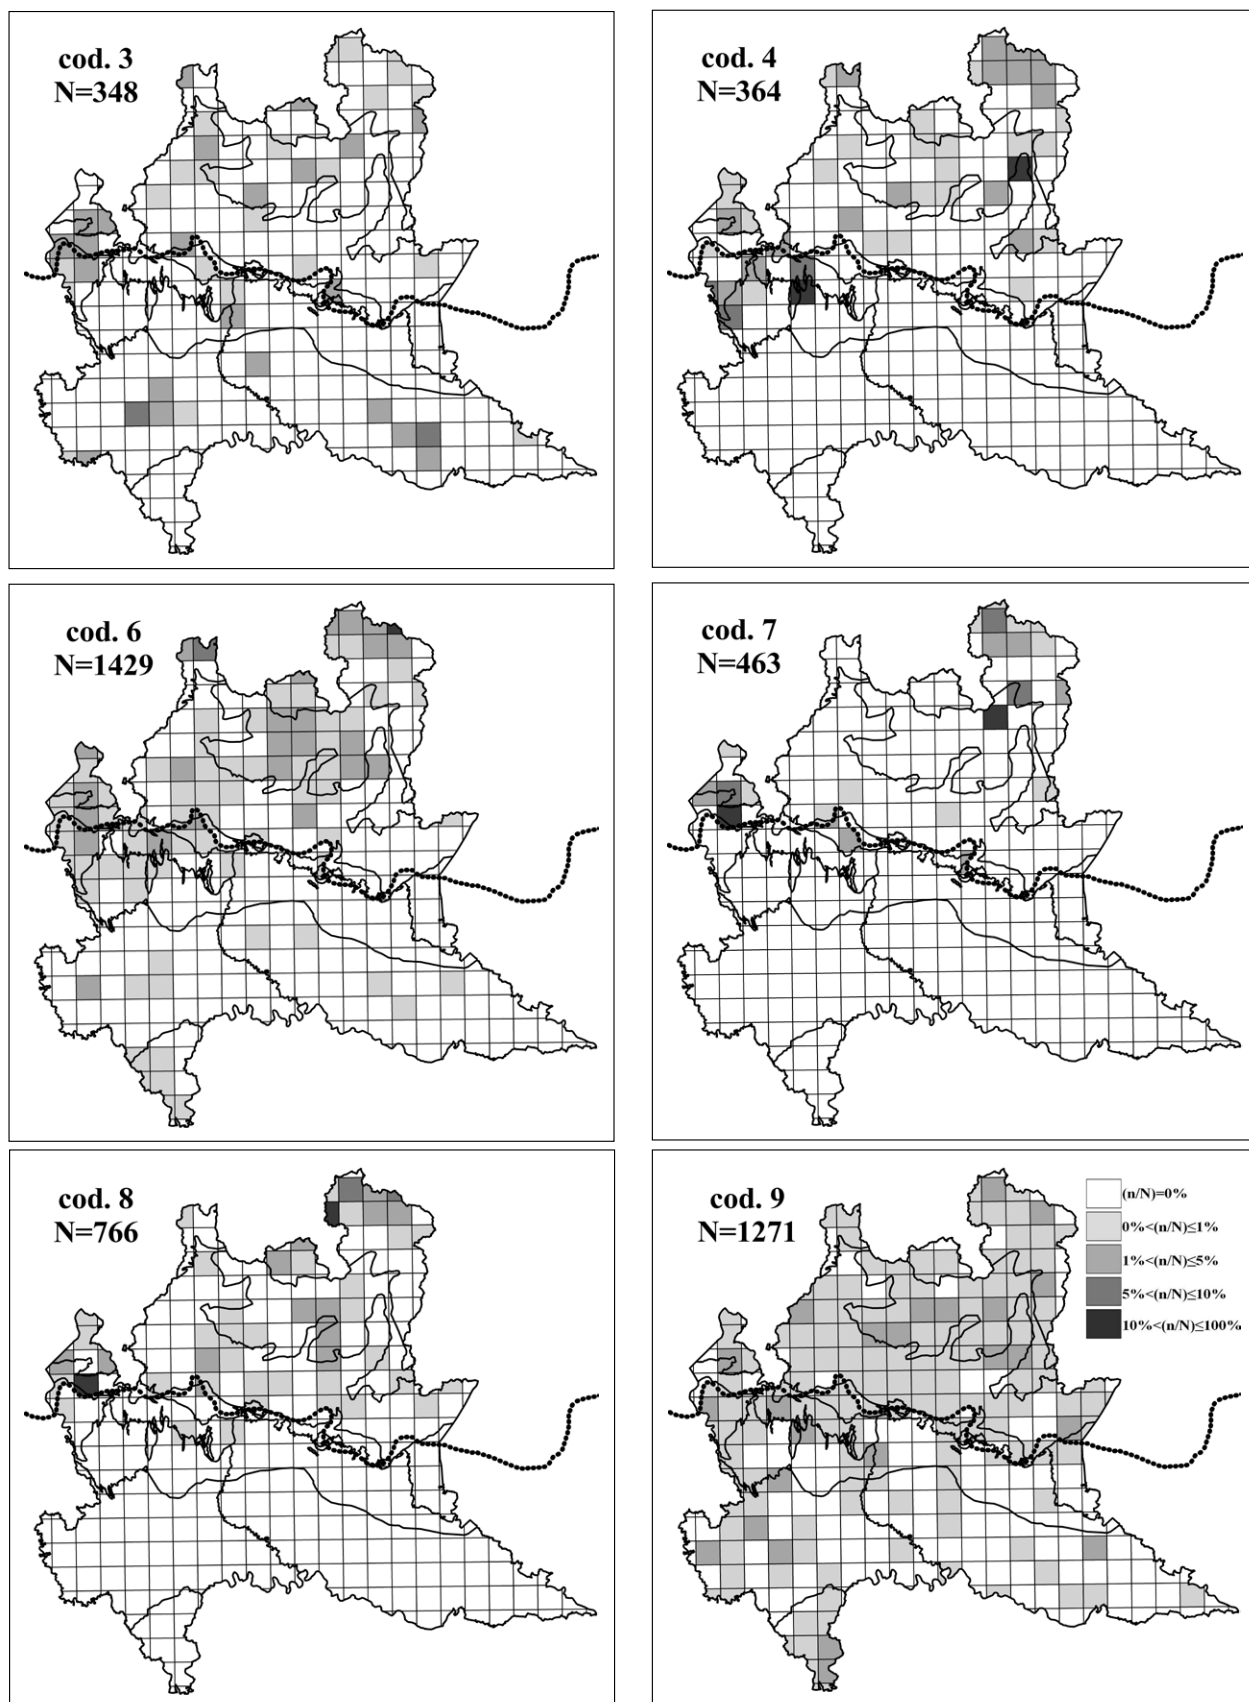 cod. 3
N=348
cod. 4
N=364
cod. 6
N=1429
cod. 7
N=463
cod. 8
N=766
cod. 9
N=1271
(n/N)=0%
0%<(n/N)≤1%
1%<(n/N)≤5%
5%<(n/N)≤10%
10%<(n/N)≤100%